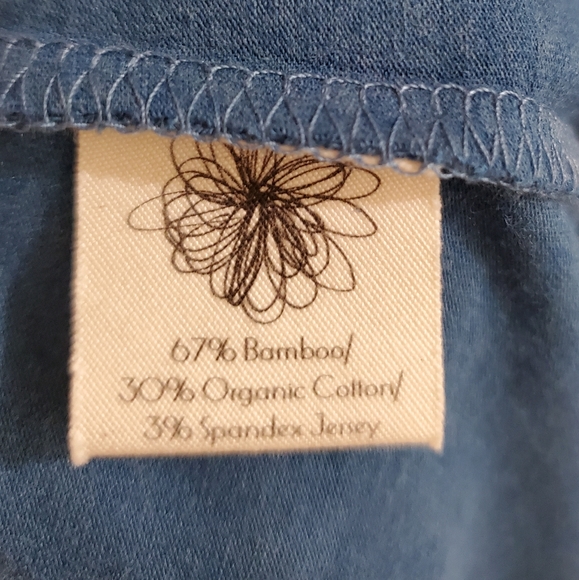 67% Bamboo/
30% Organic Cotton/
3% Spandex Jersey